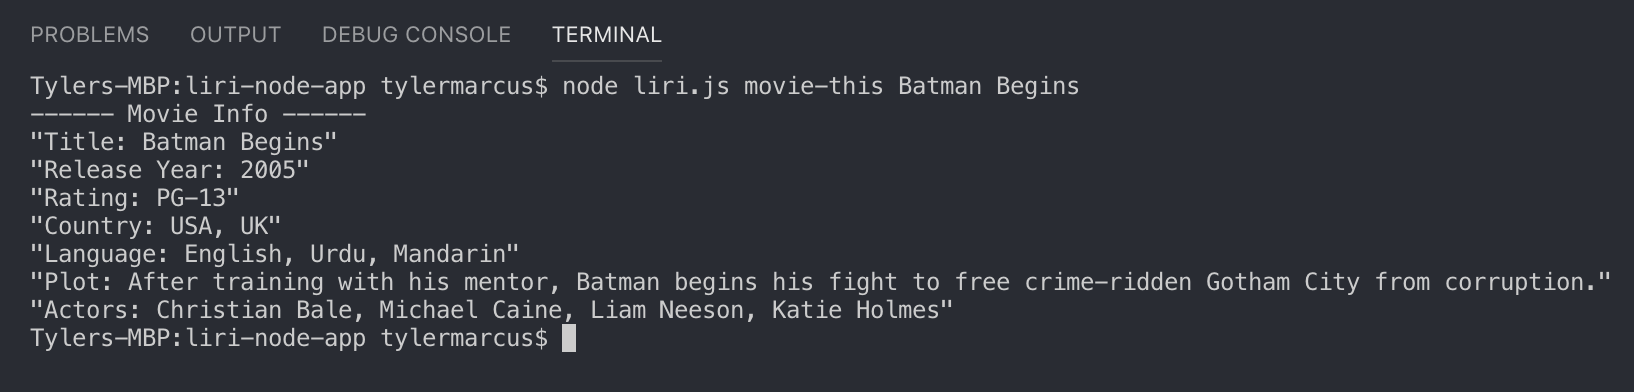 PROBLEMS OUTPUT DEBUG CONSOLE TERMINAL
Tylers-MBP:liri-node-app tylermarcus$ node liri.js movie-this Batman Begins
------ Movie Info ------
"Title: Batman Begins"
"Release Year: 2005"
"Rating: PG-13"
"Country: USA, UK"
"Language: English, Urdu, Mandarin"
"Plot: After training with his mentor, Batman begins his fight to free crime-ridden Gotham City from corruption."
"Actors: Christian Bale, Michael Caine, Liam Neeson, Katie Holmes"
Tylers-MBP:liri-node-app tylermarcus$